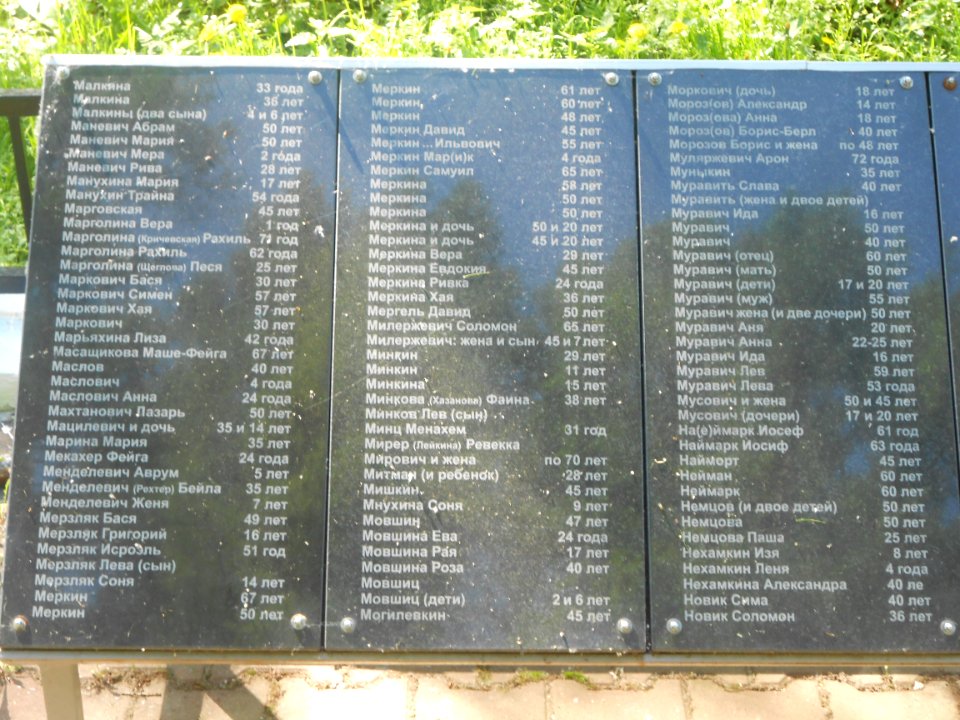 Малкина 33 года
Малкина 36 лет
Малкины (два сына) 4 и 6 лет
Маневич Абрам 50 лет
Маневич Мария 50 лет
Маневич Мера 2 года
Маневич Рива 28 лет
Манухина Мария 17 лет
Манухин Трайна 54 года
Марговская 45 лет
Марголина Вера 1 год
Марголина (Кричевская) Рахиль 71 год
Марголина Рахиль 62 года
Марголина (Щеглова) Песя 25 лет
Маркович Бася 30 лет
Маркович Симен 57 лет
Маркович Хая 57 лет
Маркович 30 лет
Марьяхина Лиза 42 года
Масащикова Маше-Фейга 67 лет
Маслов 40 лет
Маслович 4 года
Маслович Анна 24 года
Махтанович Лазарь 50 лет
Мацилевич и дочь 35 и 14 лет
Марина Мария 35 лет
Мекахер Фейга 24 года
Менделевич Аврум 5 лет
Менделевич (Рехтер) Бейла 35 лет
Менделевич Женя 7 лет
Мерзляк Бася 49 лет
Мерзляк Григорий 16 лет
Мерзляк Исроэль 51 год
Мерзляк Лева (сын)
Мерзляк Соня 14 лет
Меркин 67 лет
Меркин 50 лет
Меркин 61 лет
Меркин 60 лет
Меркин 48 лет
Меркин Давид 45 лет
Меркин ... Ильвович 55 лет
Меркин Мар(и)к 4 года
Меркин Самуил 65 лет
Меркина 58 лет
Меркина 50 лет
Меркина 50 лет
Меркина и дочь 50 и 20 лет
Меркина и дочь 45 и 20 лет
Меркина Вера 29 лет
Меркина Евдокия 45 лет
Меркина Ривка 24 года
Меркина Хая 36 лет
Мергель Давид 50 лет
Милержович Соломон 65 лет
Милержович: жена и сын 45 и 7 лет
Минкин 29 лет
Минкин 11 лет
Минкина 15 лет
Минкова (Хазанова) Фаина 38 лет
Минков Лев (сын)
Минц Менахем 31 год
Мирер (Лейкина) Ревекка
Мирович и жена по 70 лет
Митман (и ребенок) 28 лет
Мишкин 45 лет
Мнухина Соня 9 лет
Мовшин 47 лет
Мовшина Ева 24 года
Мовшина Рая 17 лет
Мовшина Роза 40 лет
Мовшиц
Мовшиц (дети) 2 и 6 лет
Могилевкин 45 лет
Моркович (дочь) 18 лет
Мороз(ов) Александр 14 лет
Мороз(ева) Анна 18 лет
Мороз(ов) Борис-Берл 40 лет
Морозов Борис и жена по 48 лет
Муляржевич Арон 72 года
Муныкин 35 лет
Муравить Слава 40 лет
Муравить (жена и двое детей)
Муравич Ида 16 лет
Муравич 50 лет
Муравич 40 лет
Муравич (отец) 60 лет
Муравич (мать) 50 лет
Муравич (дети) 17 и 20 лет
Муравич (муж) 55 лет
Муравич жена (и две дочери) 50 лет
Муравич Аня 20 лет
Муравич Анна 22-25 лет
Муравич Ида 16 лет
Муравич Лев 59 лет
Муравич Лева 53 года
Мусович и жена 50 и 45 лет
Мусович (дочери) 17 и 20 лет
На(е)ймарк Иосеф 61 год
Наймарк Иосиф 63 года
Найморт 45 лет
Нейман 60 лет
Неймарк 60 лет
Немцов (и двое детей) 50 лет
Немцова 50 лет
Немцова Паша 25 лет
Нехамкин Изя 8 лет
Нехамкин Леня 4 года
Нехамкина Александра 40 ле
Новик Сима 40 лет
Новик Соломон 36 лет